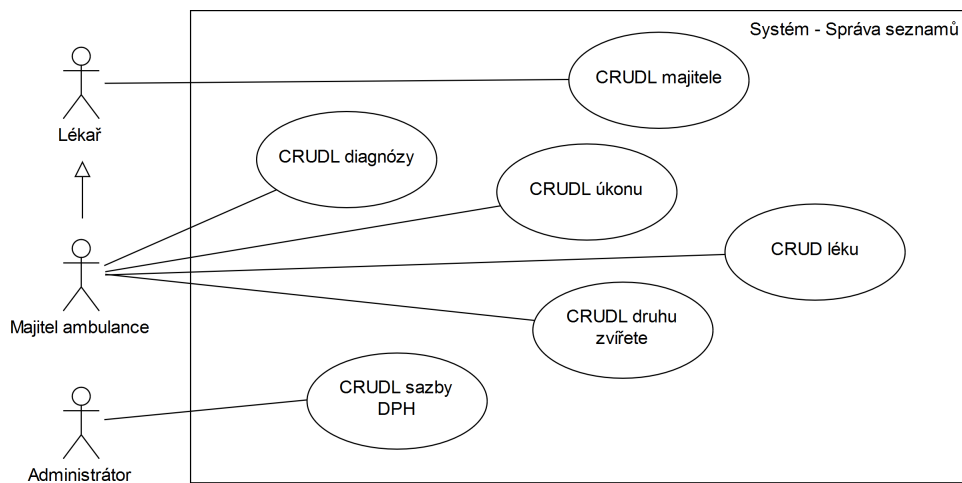 Systém - Správa seznamů
CRUDL majitele
Lékař
CRUDL diagnózy
CRUDL úkonu
CRUD léku
Majitel ambulance
CRUDL druhu
zvířete
CRUDL sazby
DPH
Administrátor